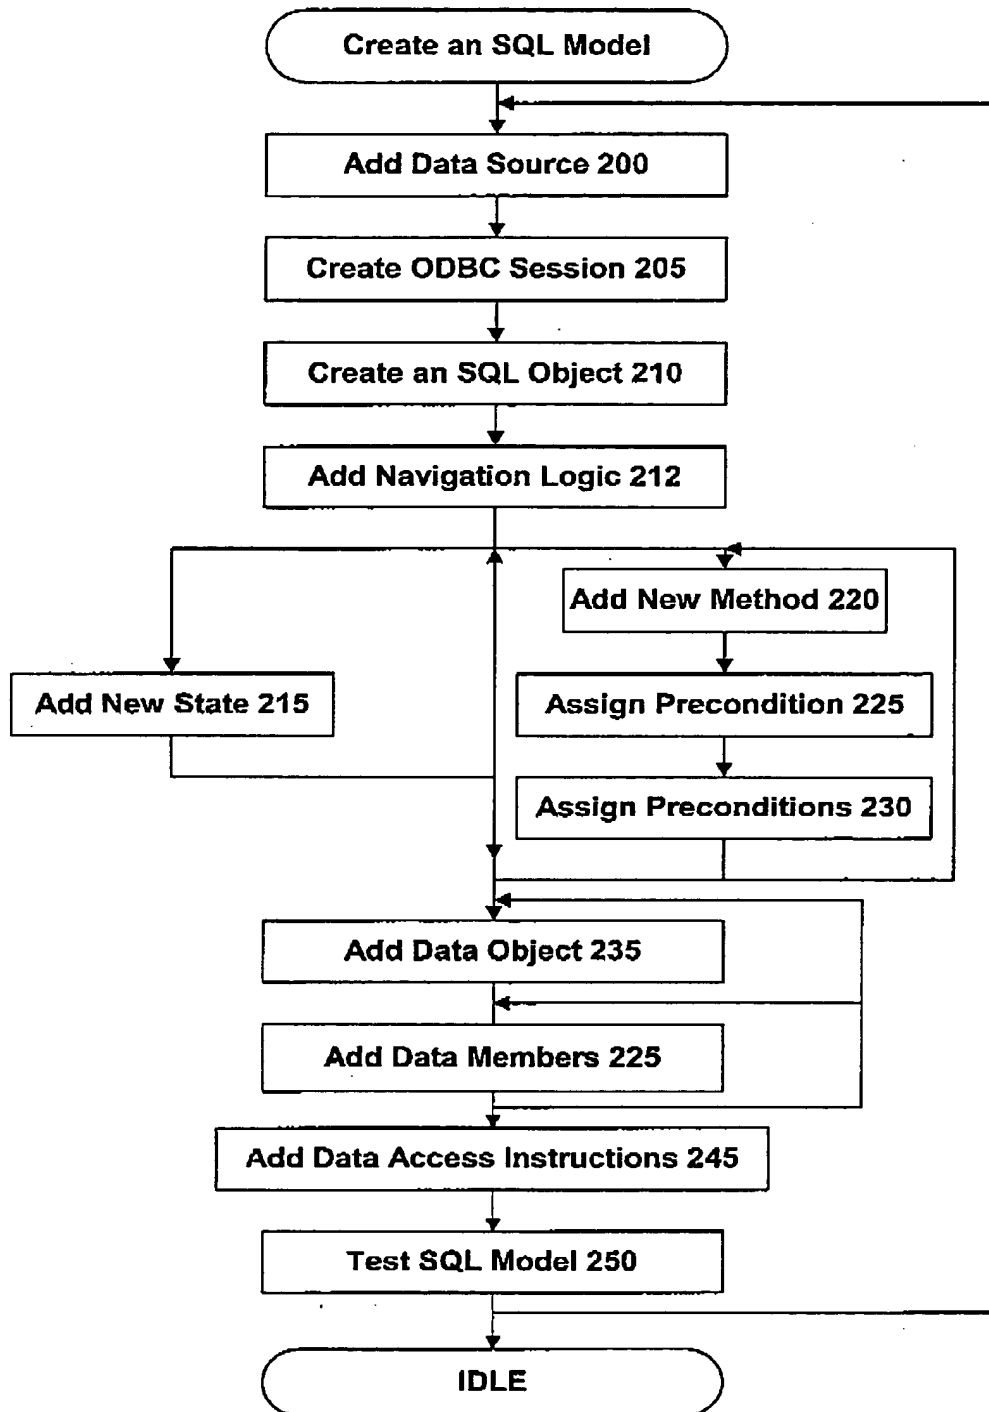 Create an SQL Model
Add Data Source 200
Create ODBC Session 205
Create an SQL Object 210
Add Navigation Logic 212
Add New Method 220
Add New State 215
Assign Precondition 225
Assign Preconditions 230
Add Data Object 235
Add Data Members 225
Add Data Access Instructions 245
Test SQL Model 250
IDLE